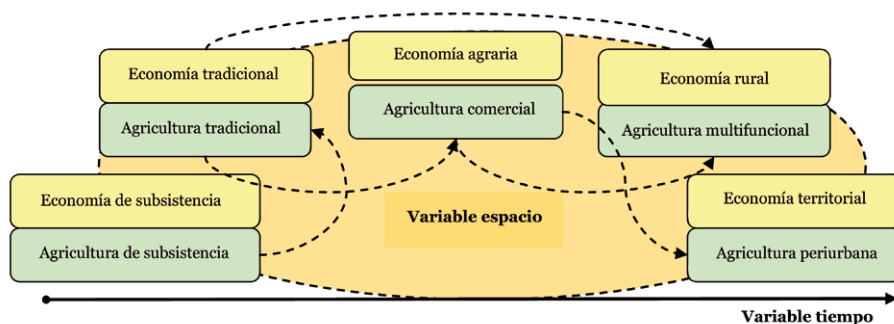 Economía tradicional
Agricultura tradicional
Economía agraria
Agricultura comercial
Economía rural
Agricultura multifuncional
Economía de subsistencia
Agricultura de subsistencia
Variable espacio
Economía territorial
Agricultura periurbana
Variable tiempo